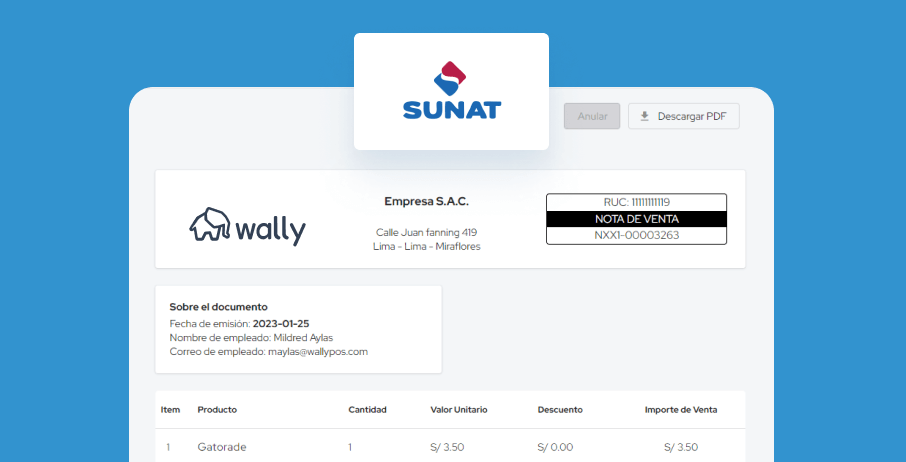 SUNAT
Anular
Descargar PDF
wally
Empresa S.A.C.
Calle Juan fanning 419
Lima - Lima - Miraflores
RUC: 11111111119
NOTA DE VENTA
NXX1-00003263
Sobre el documento
Fecha de emisión: 2023-01-25
Nombre de empleado: Mildred Aylas
Correo de empleado: maylas@wallypos.com
Item Producto Cantidad Valor Unitario Descuento Importe de Venta
1 Gatorade 1 S/ 3.50 S/ 0.00 S/ 3.50